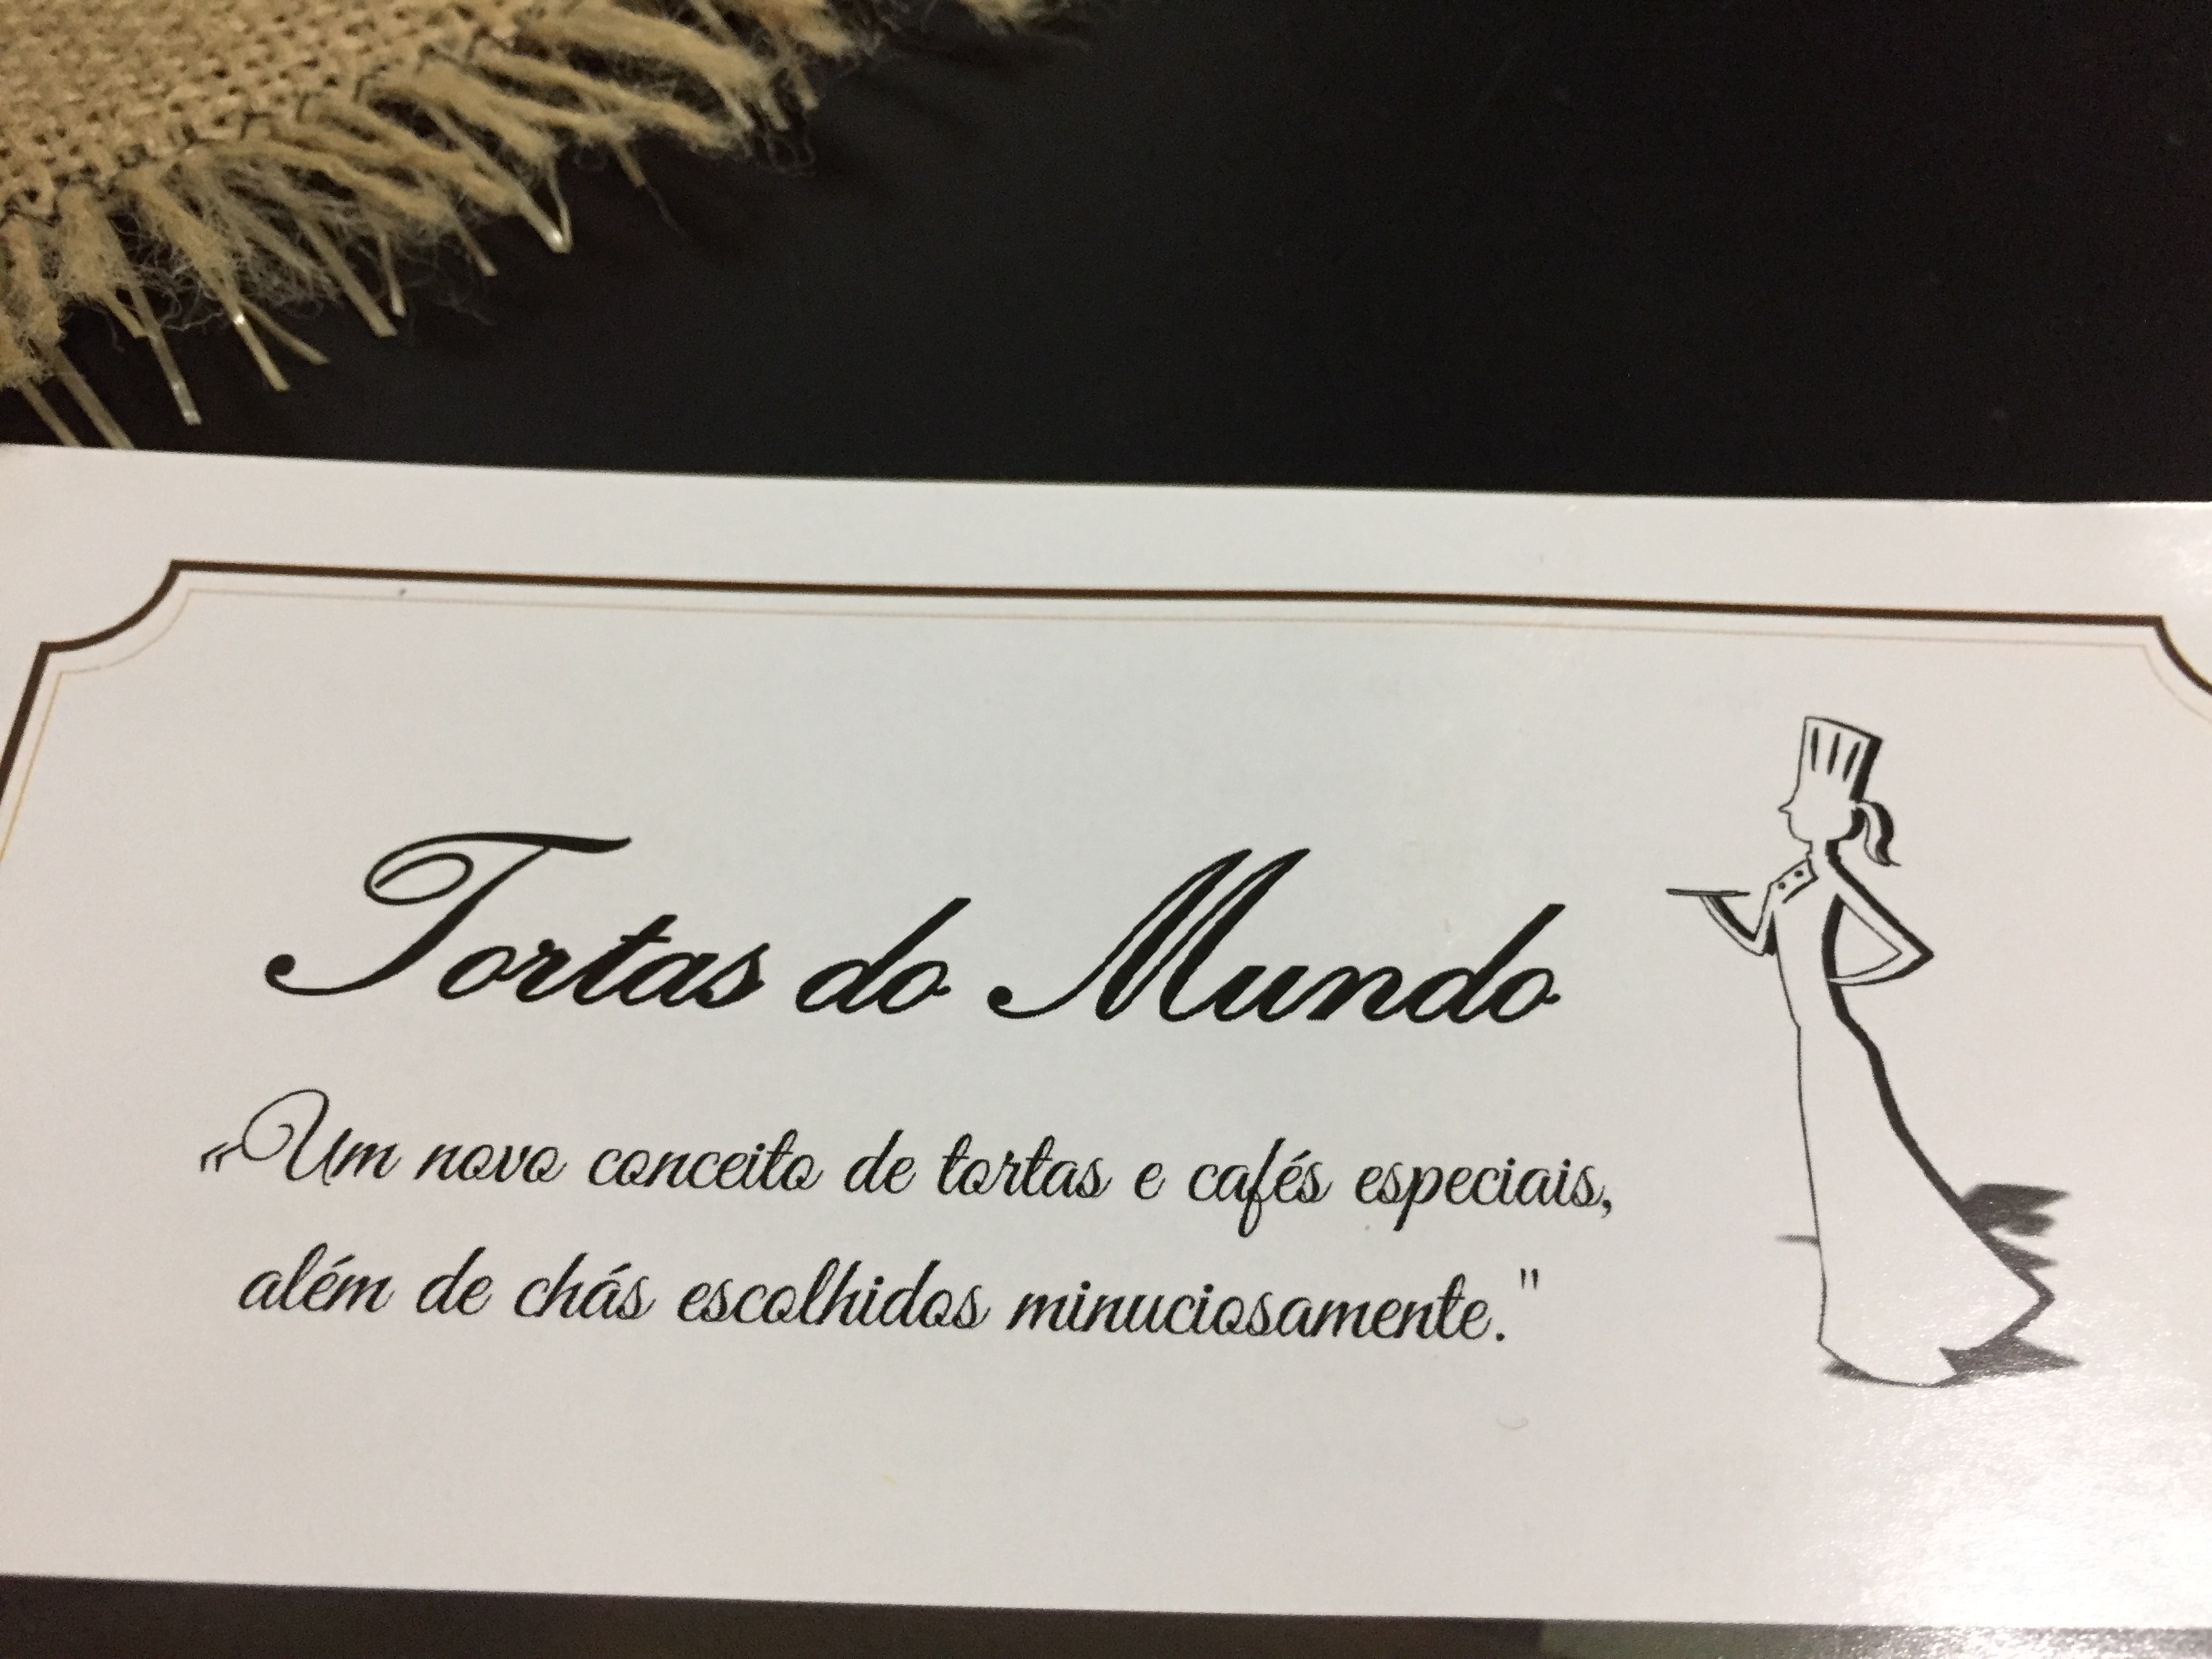 Tortas do Mundo
"Um novo conceito de tortas e cafés especiais,
além de chás escolhidos minuciosamente."